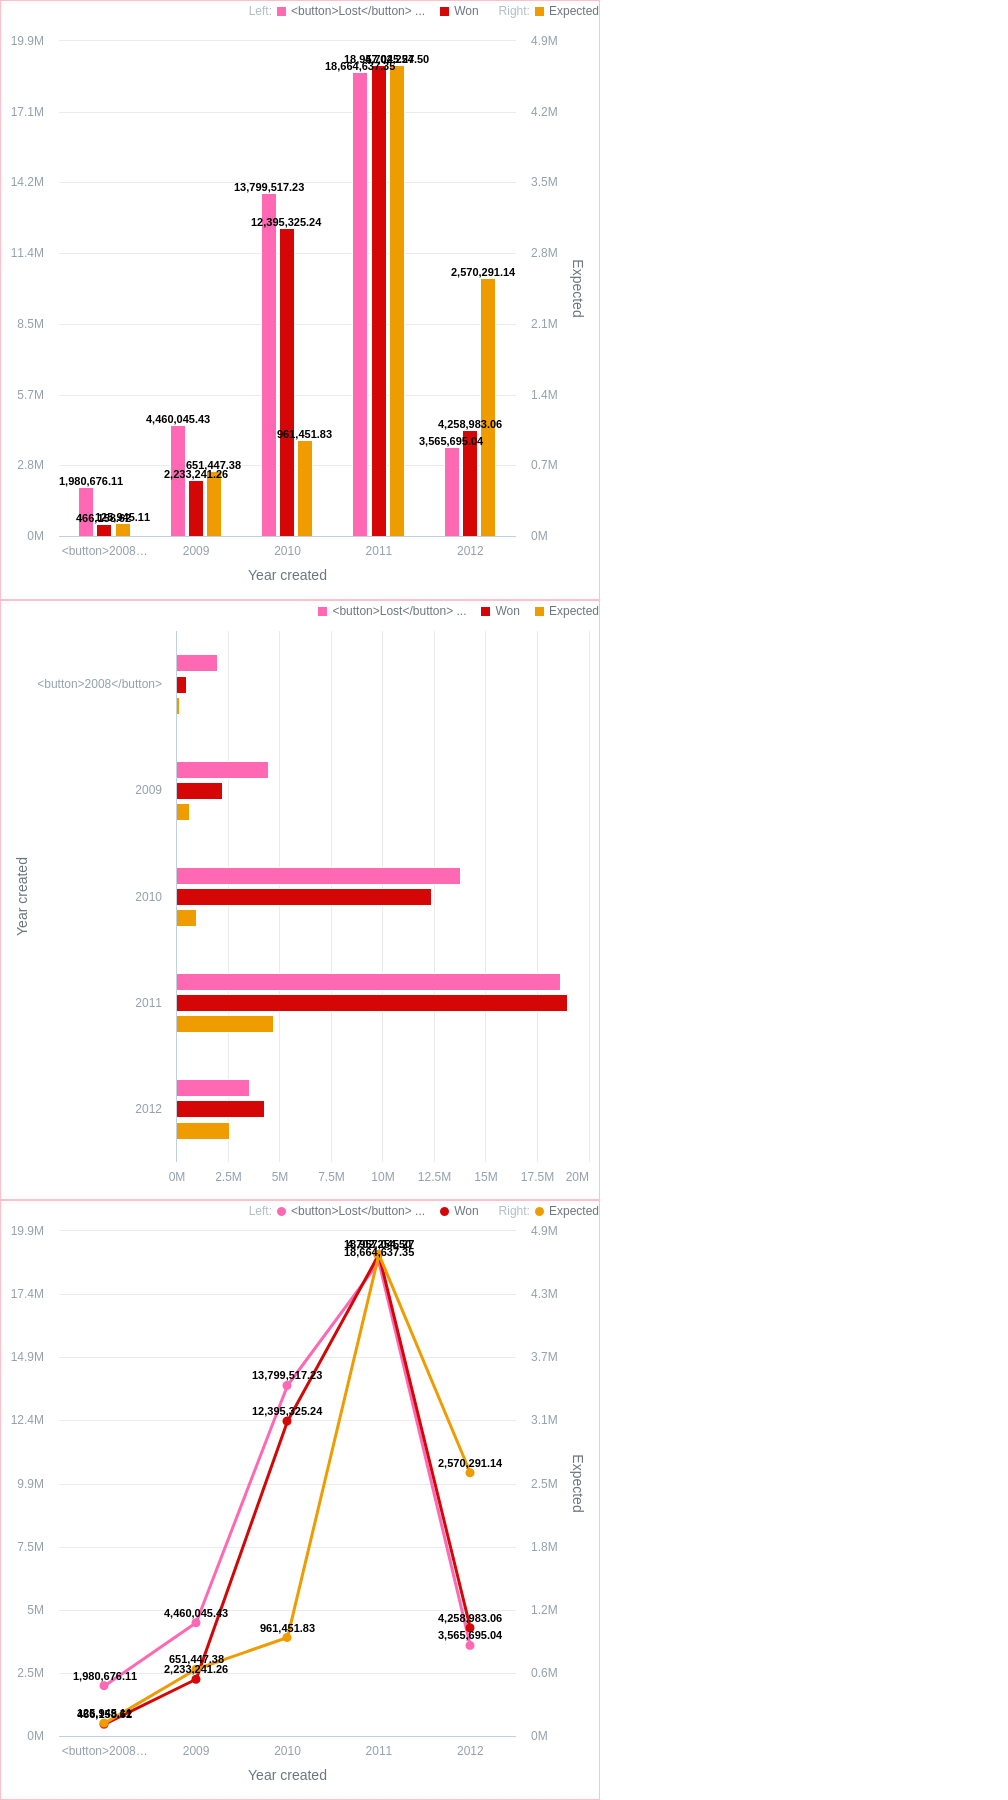 Left: <button>Lost</button> ... Won Right: Expected
19.9M
17.1M
14.2M
11.4M
8.5M
5.7M
2.8M
0M
4.9M
4.2M
3.5M
2.8M
2.1M
1.4M
0.7M
0M
Expected
18,664,637.35
13,799,517.23
12,395,325.24
2,570,291.14
4,460,045.43
4,258,983.06
961,451.83
3,565,695.04
651,447.38
2,233,241.26
1,980,676.11
125,945.11
<button>2008…
2009
2010
2011
2012
Year created
<button>Lost</button> ... Won Expected
Year created
<button>2008</button>
2009
2010
2011
2012
0M 2.5M 5M 7.5M 10M 12.5M 15M 17.5M 20M
Left: <button>Lost</button> ... Won Right: Expected
19.9M
17.4M
14.9M
12.4M
9.9M
7.5M
5M
2.5M
0M
4.9M
4.3M
3.7M
3.1M
2.5M
1.8M
1.2M
0.6M
0M
Expected
18,664,637.35
13,799,517.23
12,395,325.24
2,570,291.14
4,460,045.43
4,258,983.06
961,451.83
3,565,695.04
651,447.38
2,233,241.26
1,980,676.11
<button>2008…
2009
2010
2011
2012
Year created